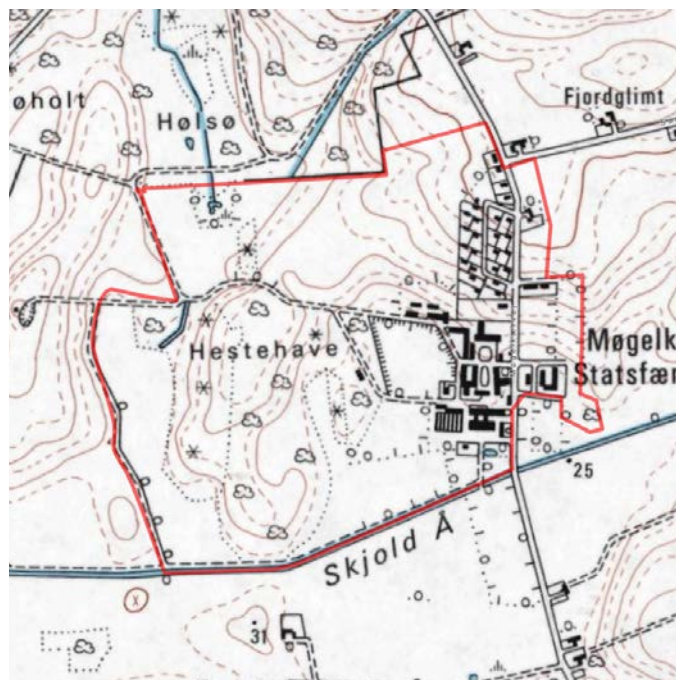 Fjordglimt
øholt
Hølsø
Hestehave
Møgelk
Statsfær
25
Skjold Å
X
31